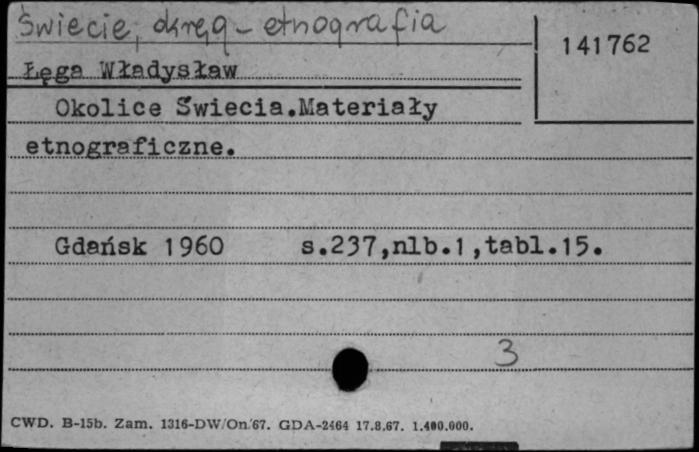 Świecie, okręg - etnografia
141762
Łęga Władysław
Okolice Świecia.Materiały
etnograficzne.
Gdańsk 1960 s.237,nlb.1,tabl.15.
3
CWD. B-15b. Zam. 1316-DW/On/67. GDA-2464 17.8.67. 1.400.000.